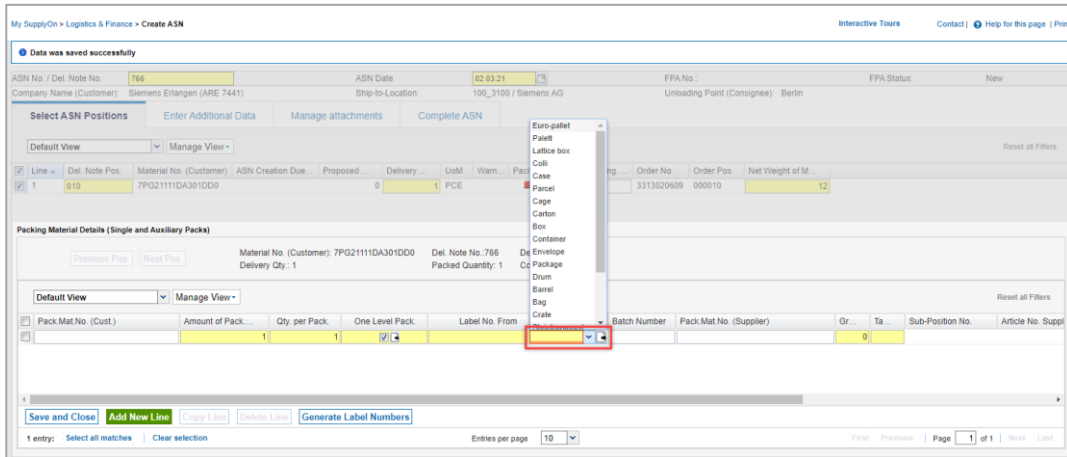 My SupplyOn > Logistics & Finance > Create ASN
Interactive Tours Contact | Help for this page | Prin
Data was saved successfully
ASN No. / Del. Note No. 766 ASN Date 02.03.21 FPA No.: FPA Status: New
Company Name (Customer): Siemens Erlangen (ARE 7441) Ship-to-Location: 100_3100 / Siemens AG Unloading Point (Consignee): Berlin
Select ASN Positions Enter Additional Data Manage attachments Complete ASN
Default View Manage View Reset all Filters
Line Del. Note Pos. Material No. (Customer) ASN Creation Due... Proposed ... Delivery ... UoM Warn... Order No. Order Pos. Net Weight of M...
1 010 7PG21111DA301DD0 0 1 PCE 3313020609 000010 12
Euro-pallet
Palett
Lattice box
Colli
Case
Parcel
Cage
Carton
Box
Container
Envelope
Package
Drum
Barrel
Bag
Crate
Packing Material Details (Single and Auxiliary Packs)
Previous Pos. Next Pos. Material No. (Customer): 7PG21111DA301DD0 Del. Note No.:766
Delivery Qty.: 1 Packed Quantity: 1
Default View Manage View Reset all Filters
Pack.Mat.No. (Cust.) Amount of Pack.... Qty. per Pack. One Level Pack. Label No. From Batch Number Pack.Mat.No. (Supplier) Gr... Ta... Sub-Position No. Article No. Suppl
1 1 0
Save and Close Add New Line Copy Line Delete Line Generate Label Numbers
1 entry: Select all matches | Clear selection Entries per page 10 First Previous | Page 1 of 1 | Next Last